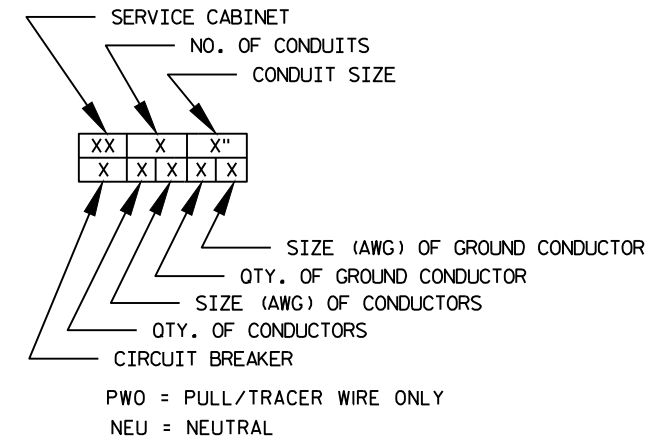 SERVICE CABINET
NO. OF CONDUITS
CONDUIT SIZE
XX X X"
X X X X X
SIZE (AWG) OF GROUND CONDUCTOR
QTY. OF GROUND CONDUCTOR
SIZE (AWG) OF CONDUCTORS
QTY. OF CONDUCTORS
CIRCUIT BREAKER
PWO = PULL/TRACER WIRE ONLY
NEU = NEUTRAL